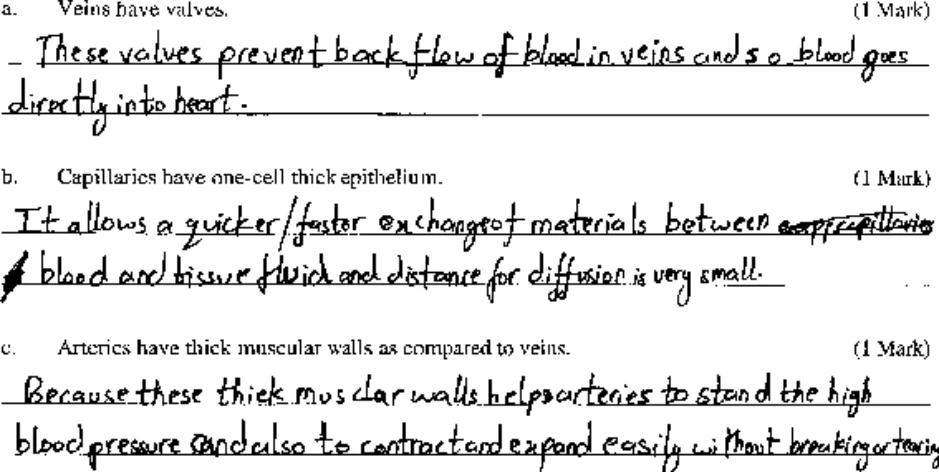 a. Veins have valves. (1 Mark)
These valves prevent back flow of blood in veins and so blood goes
directly into heart.
b. Capillaries have one-cell thick epithelium. (1 Mark)
It allows a quicker/faster exchange of materials between
blood and tissue fluid and distance for diffusion is very small.
c. Arteries have thick muscular walls as compared to veins. (1 Mark)
Because these thick musclar walls helps arteries to stand the high
blood pressure and also to contract and expand easily without breaking or tearing